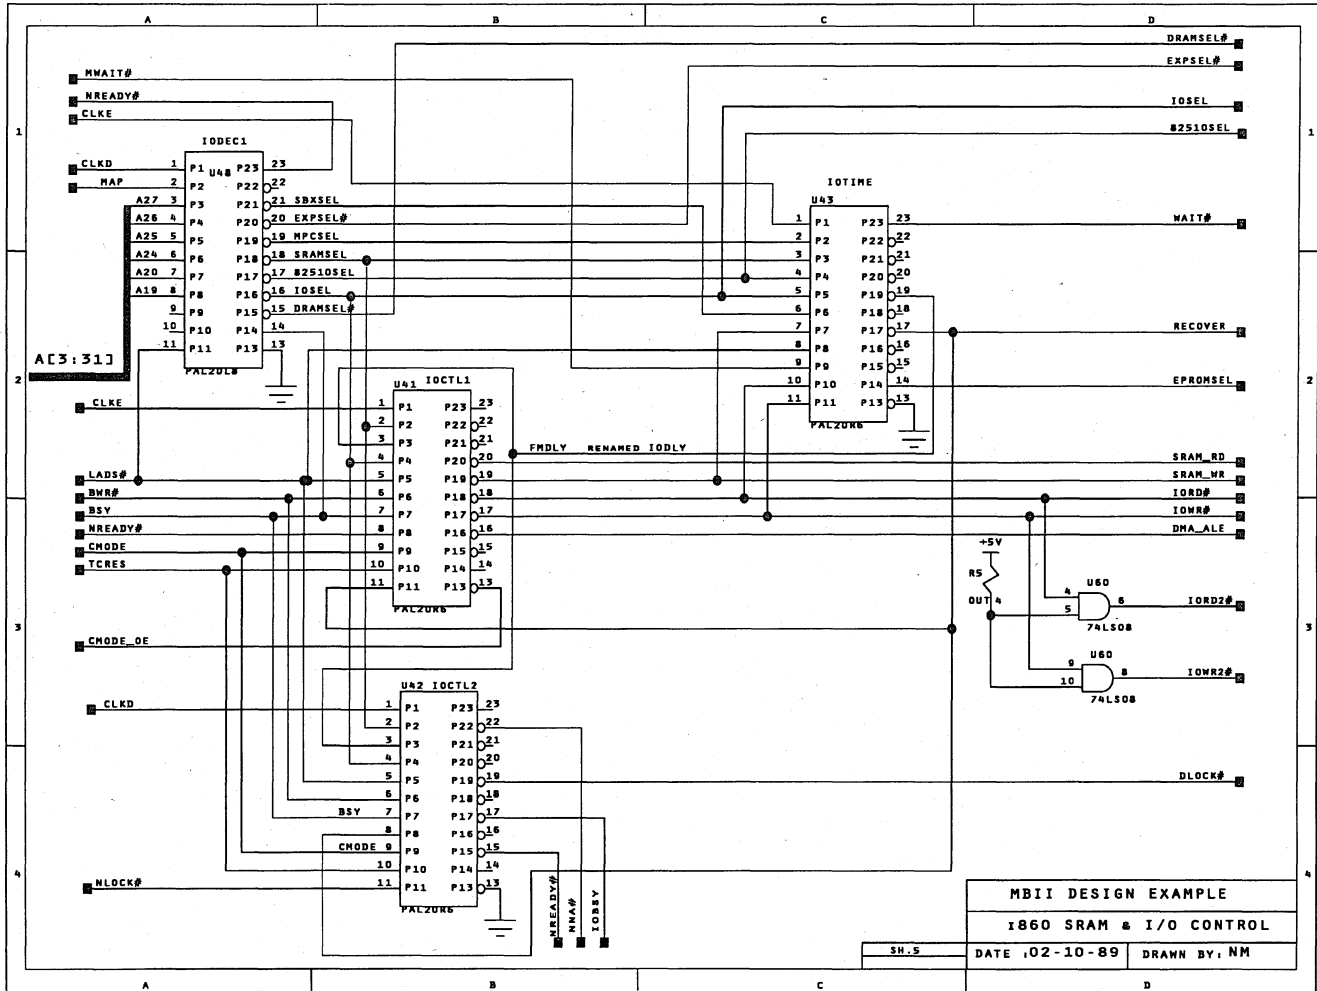 A B C D
DRAMSEL#
EXPSEL#
MWAIT#
NREADY#
IOSEL
CLKE
82510SEL
1 1
IODEC1
U48
CLKD 1 P1 P23 23
MAP 2 P2 P22 22
A27 3 P3 P21 21 SBXSEL
A26 4 P4 P20 20 EXPSEL#
A25 5 P5 P19 19 MPCSEL
A24 6 P6 P18 18 SRAMSEL
A20 7 P7 P17 17 82510SEL
A19 8 P8 P16 16 IOSEL
9 P9 P15 15 DRAMSEL#
10 P10 P14 14
11 P11 P13 13
PAL20L8
A[3:31]
IOTIME
U43
1 P1 P23 23 WAIT#
2 P2 P22 22
3 P3 P21 21
4 P4 P20 20
5 P5 P19 19
6 P6 P18 18
7 P7 P17 17 RECOVER
8 P8 P16 16
9 P9 P15 15
10 P10 P14 14 EPROMSEL
11 P11 P13 13
PAL20R6
2 2
U41 IOCTL1
CLKE 1 P1 P23 23
2 P2 P22 22
3 P3 P21 21
FMDLY RENAMED IODLY
4 P4 P20 20 SRAM_RD
LADS# 5 P5 P19 19 SRAM_WR
BWR# 6 P6 P18 18 IORD#
BSY 7 P7 P17 17 IOWR#
NREADY# 8 P8 P16 16 DMA_ALE
CMODE 9 P9 P15 15
TCRES 10 P10 P14 14
11 P11 P13 13
PAL20R6
+5V
R5
OUT 4
U60
4 5 6 IORD2#
74LS08
3 3
CMODE_OE
U60
9 10 8 IOWR2#
74LS08
U42 IOCTL2
CLKD 1 P1 P23 23
2 P2 P22 22
3 P3 P21 21
4 P4 P20 20
5 P5 P19 19 DLOCK#
6 P6 P18 18
BSY 7 P7 P17 17
8 P8 P16 16
CMODE 9 P9 P15 15
10 P10 P14 14
NLOCK# 11 P11 P13 13
PAL20R6
NREADY#
NNA#
IOBSY
4 4
MBII DESIGN EXAMPLE
I860 SRAM & I/O CONTROL
SH.5 DATE :02-10-89 DRAWN BY: NM
A B C D